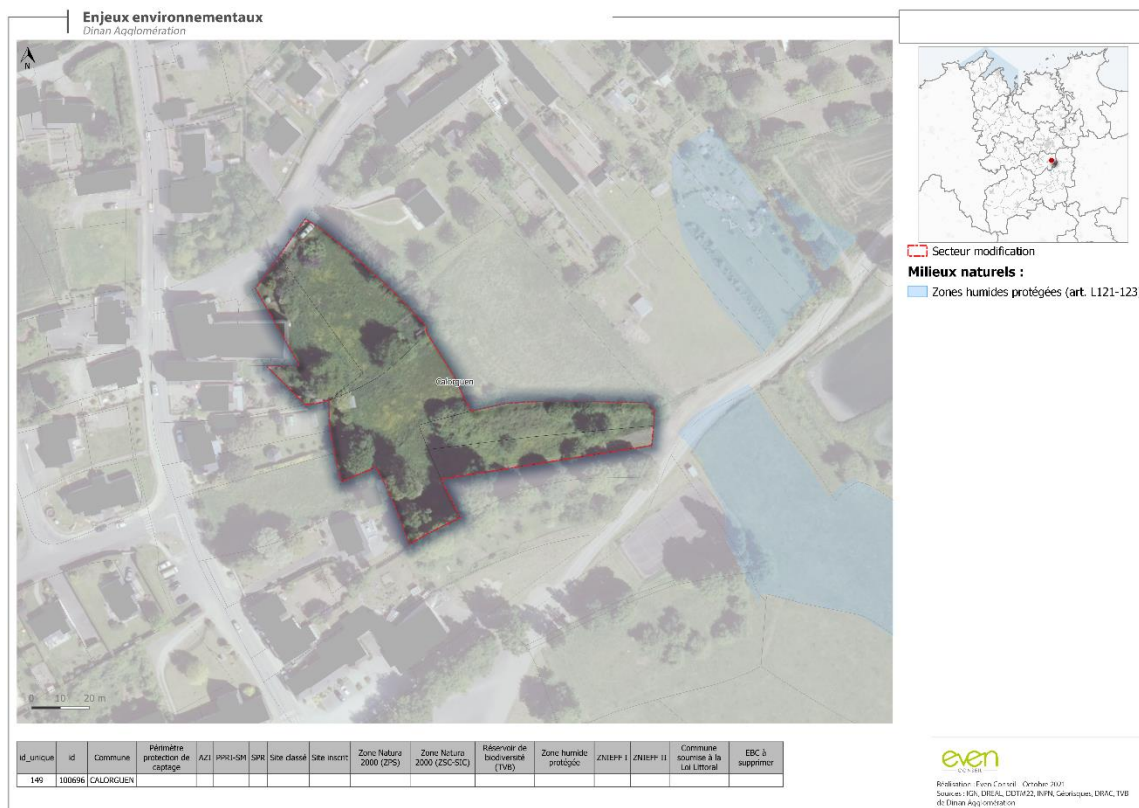 Enjeux environnementaux
Dinan Agglomération
N
Calorguen
0 10 20 m
Secteur modification
Milieux naturels :
Zones humides protégées (art. L121-123
id_unique id Commune Périmètre protection de captage AZI PPRI-SM SPR Site classé Site inscrit Zone Natura 2000 (ZPS) Zone Natura 2000 (ZSC-SIC) Réservoir de biodiversité (TVB) Zone humide protégée ZNIEFF I ZNIEFF II Commune soumise à la Loi Littoral EBC à supprimer
149 100696 CALORGUEN
even
CONSEIL
Réalisation : Even Conseil, Octobre 2021
Sources : IGN, DREAL, DDTM22, INPN, Géorisques, DRAC, TVB
de Dinan Agglomération